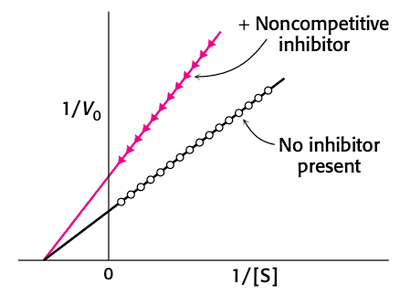 + Noncompetitive
inhibitor
1/V₀
No inhibitor
present
0
1/[S]